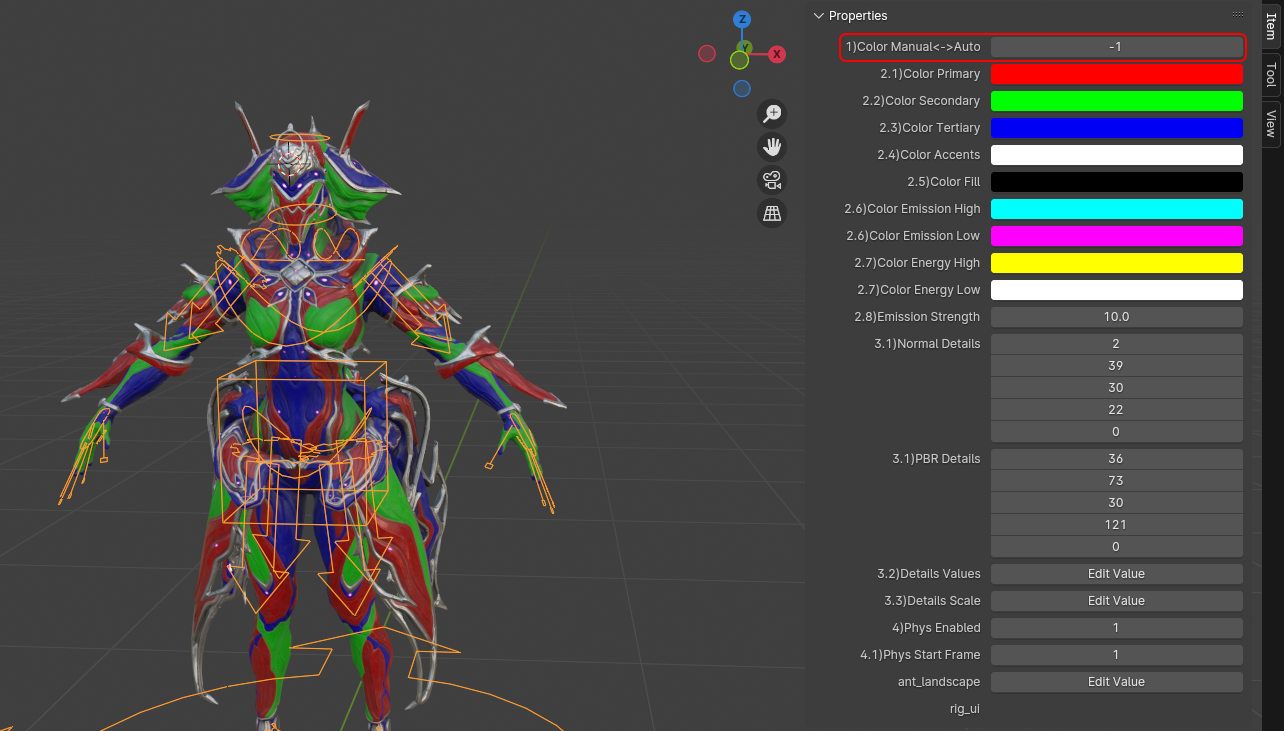 Properties
Item
Tool
View
Z
Y
X
1)Color Manual<->Auto -1
2.1)Color Primary
2.2)Color Secondary
2.3)Color Tertiary
2.4)Color Accents
2.5)Color Fill
2.6)Color Emission High
2.6)Color Emission Low
2.7)Color Energy High
2.7)Color Energy Low
2.8)Emission Strength 10.0
3.1)Normal Details 2
39
30
22
0
3.1)PBR Details 36
73
30
121
0
3.2)Details Values Edit Value
3.3)Details Scale Edit Value
4)Phys Enabled 1
4.1)Phys Start Frame 1
ant_landscape Edit Value
rig_ui